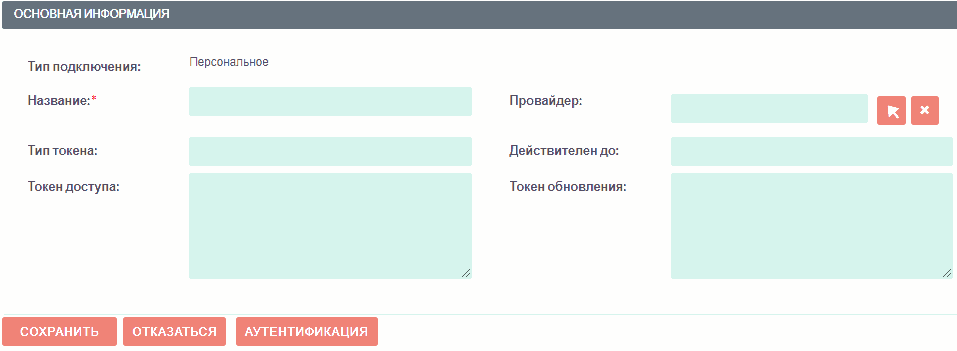 ОСНОВНАЯ ИНФОРМАЦИЯ
Тип подключения: Персональное
Название:* Провайдер:
Тип токена: Действителен до:
Токен доступа: Токен обновления:
СОХРАНИТЬ ОТКАЗАТЬСЯ АУТЕНТИФИКАЦИЯ